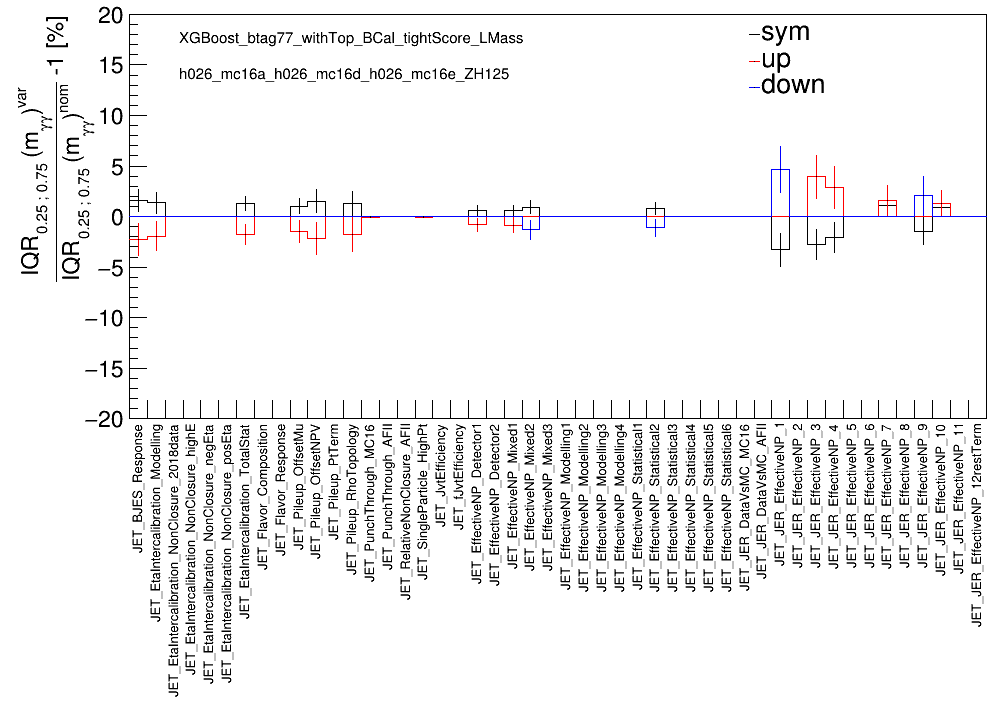 XGBoost_btag77_withTop_BCal_tightScore_LMass
h026_mc16a_h026_mc16d_h026_mc16e_ZH125
sym
up
down
IQR0.25 ; 0.75 (mγγ)var
IQR0.25 ; 0.75 (mγγ)nom
-1 [%]
20
15
10
5
0
−5
−10
−15
−20
JET_BJES_Response
JET_EtaIntercalibration_Modelling
JET_EtaIntercalibration_NonClosure_2018data
JET_EtaIntercalibration_NonClosure_highE
JET_EtaIntercalibration_NonClosure_negEta
JET_EtaIntercalibration_NonClosure_posEta
JET_EtaIntercalibration_TotalStat
JET_Flavor_Composition
JET_Flavor_Response
JET_Pileup_OffsetMu
JET_Pileup_OffsetNPV
JET_Pileup_PtTerm
JET_Pileup_RhoTopology
JET_PunchThrough_MC16
JET_PunchThrough_AFII
JET_RelativeNonClosure_AFII
JET_SingleParticle_HighPt
JET_JvtEfficiency
JET_fJvtEfficiency
JET_EffectiveNP_Detector1
JET_EffectiveNP_Detector2
JET_EffectiveNP_Mixed1
JET_EffectiveNP_Mixed2
JET_EffectiveNP_Mixed3
JET_EffectiveNP_Modelling1
JET_EffectiveNP_Modelling2
JET_EffectiveNP_Modelling3
JET_EffectiveNP_Modelling4
JET_EffectiveNP_Statistical1
JET_EffectiveNP_Statistical2
JET_EffectiveNP_Statistical3
JET_EffectiveNP_Statistical4
JET_EffectiveNP_Statistical5
JET_EffectiveNP_Statistical6
JET_JER_DataVsMC_MC16
JET_JER_DataVsMC_AFII
JET_JER_EffectiveNP_1
JET_JER_EffectiveNP_2
JET_JER_EffectiveNP_3
JET_JER_EffectiveNP_4
JET_JER_EffectiveNP_5
JET_JER_EffectiveNP_6
JET_JER_EffectiveNP_7
JET_JER_EffectiveNP_8
JET_JER_EffectiveNP_9
JET_JER_EffectiveNP_10
JET_JER_EffectiveNP_11
JET_JER_EffectiveNP_12restTerm